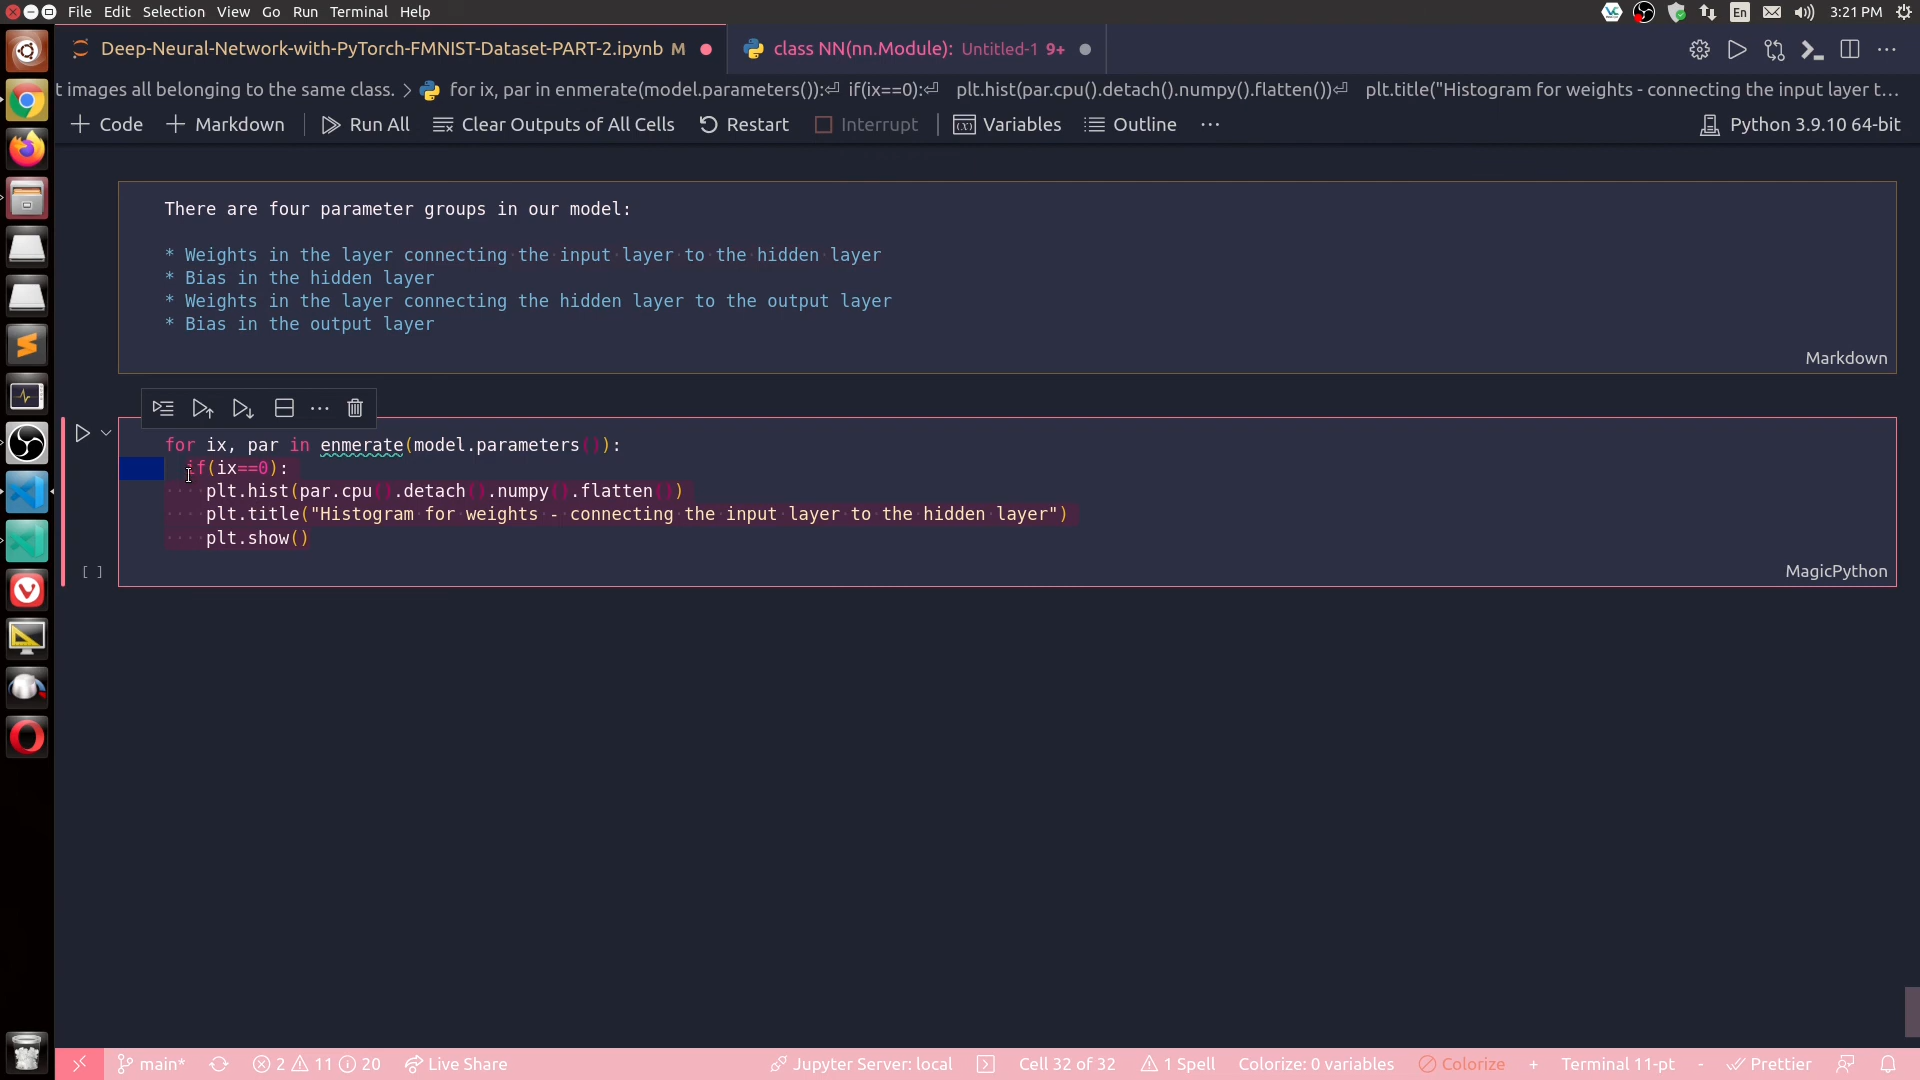 File Edit Selection View Go Run Terminal Help
En 3:21 PM
Deep-Neural-Network-with-PyTorch-FMNIST-Dataset-PART-2.ipynb M
class NN(nn.Module): Untitled-1 9+
t images all belonging to the same class. > for ix, par in enmerate(model.parameters()):⏎ if(ix==0):⏎ plt.hist(par.cpu().detach().numpy().flatten())⏎ plt.title("Histogram for weights - connecting the input layer t...
+ Code + Markdown Run All Clear Outputs of All Cells Restart Interrupt Variables Outline ... Python 3.9.10 64-bit
There are four parameter groups in our model:
* Weights in the layer connecting the input layer to the hidden layer
* Bias in the hidden layer
* Weights in the layer connecting the hidden layer to the output layer
* Bias in the output layer
Markdown
for ix, par in enmerate(model.parameters()):
if(ix==0):
plt.hist(par.cpu().detach().numpy().flatten())
plt.title("Histogram for weights - connecting the input layer to the hidden layer")
plt.show()
[ ]
MagicPython
main* 2 11 20 Live Share Jupyter Server: local Cell 32 of 32 1 Spell Colorize: 0 variables Colorize + Terminal 11-pt - Prettier